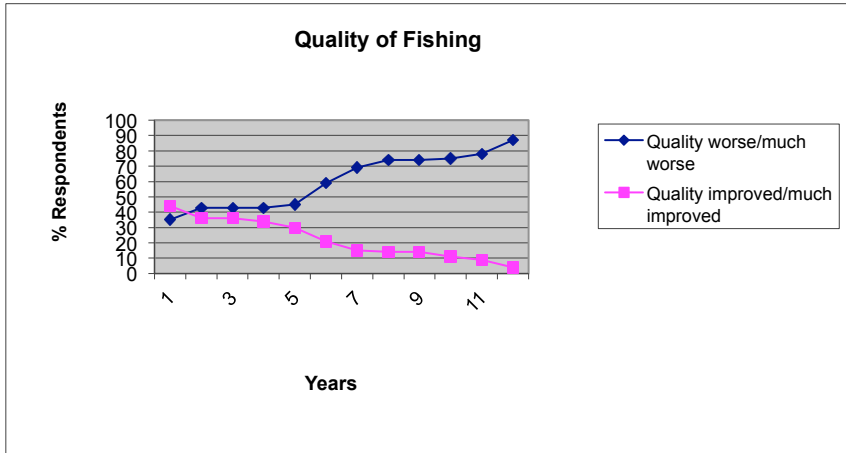 Quality of Fishing
% Respondents
100
90
80
70
60
50
40
30
20
10
0
1
3
5
7
9
11
Years
Quality worse/much
worse
Quality improved/much
improved